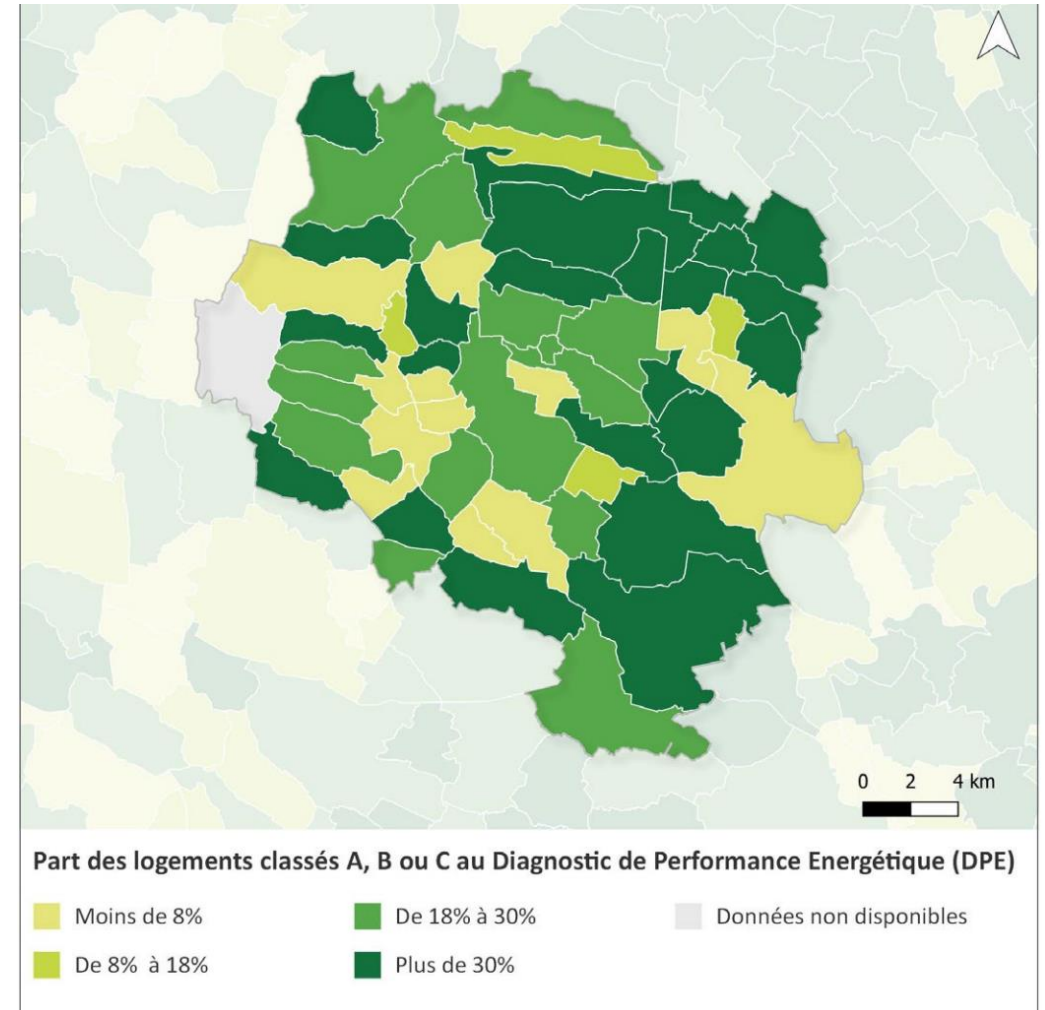 0 2 4 km
Part des logements classés A, B ou C au Diagnostic de Performance Energétique (DPE)
Moins de 8%
De 18% à 30%
Données non disponibles
De 8% à 18%
Plus de 30%